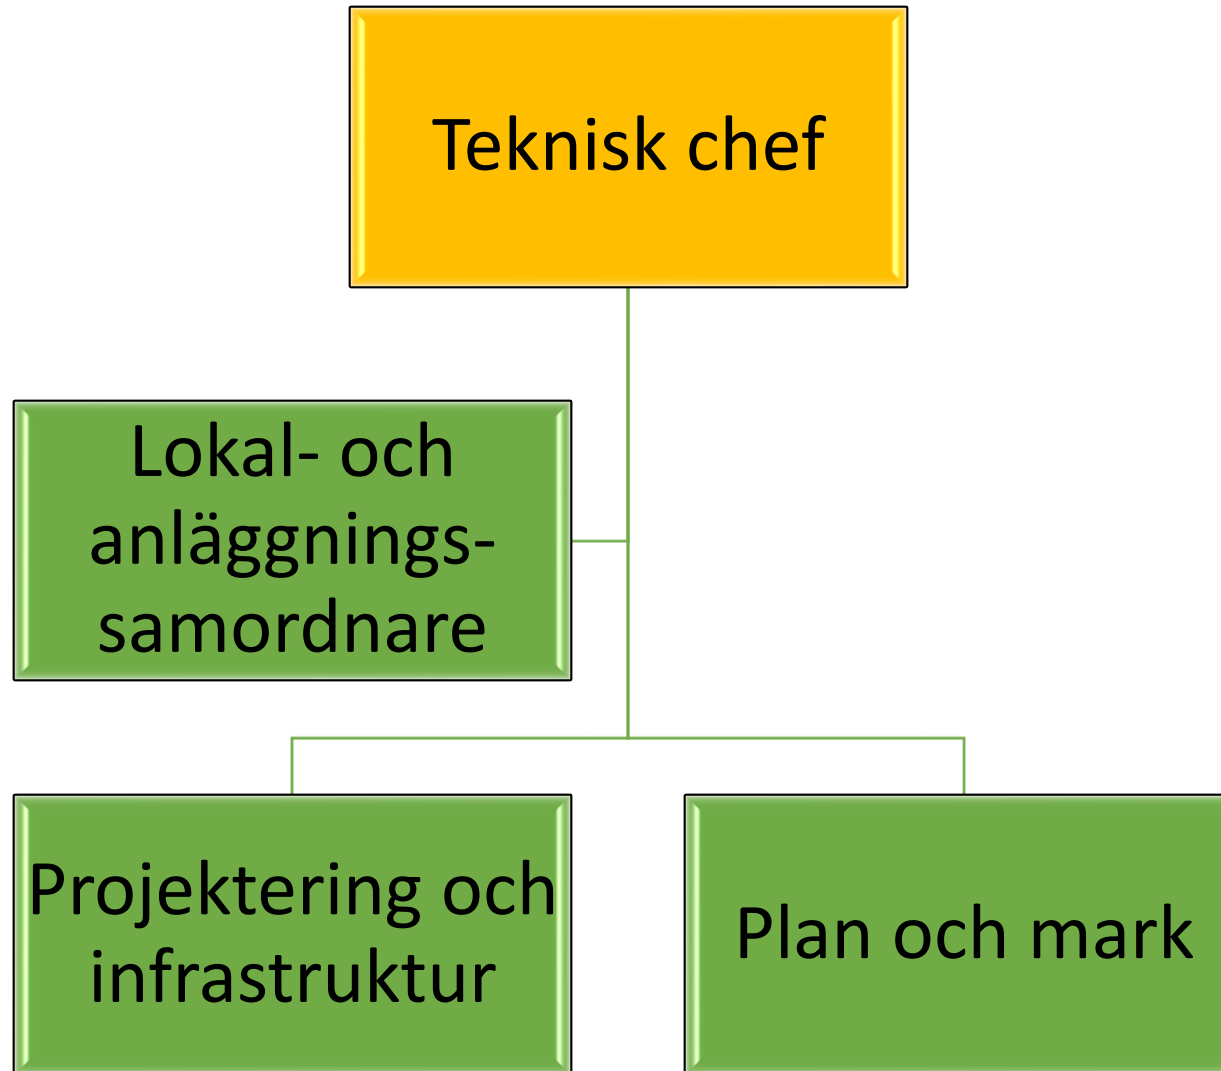 Teknisk chef
Lokal- och
anläggnings-
samordnare
Projektering och
infrastruktur
Plan och mark